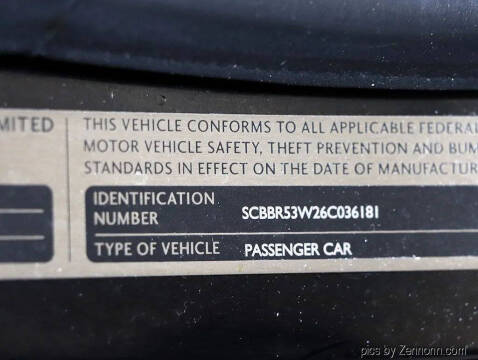 MITED
THIS VEHICLE CONFORMS TO ALL APPLICABLE FEDERAL
MOTOR VEHICLE SAFETY, THEFT PREVENTION AND BUM
STANDARDS IN EFFECT ON THE DATE OF MANUFACTUR
IDENTIFICATION
NUMBER SCBBR53W26C036181
TYPE OF VEHICLE PASSENGER CAR
pics by Zennonn.com